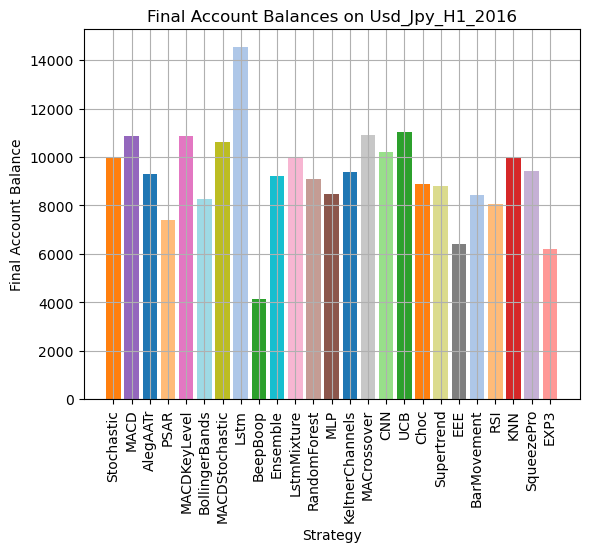 Final Account Balances on Usd_Jpy_H1_2016
Final Account Balance
14000
12000
10000
8000
6000
4000
2000
0
Stochastic
MACD
AlegAATr
PSAR
MACDKeyLevel
BollingerBands
MACDStochastic
Lstm
BeepBoop
Ensemble
LstmMixture
RandomForest
MLP
KeltnerChannels
MACrossover
CNN
UCB
Choc
Supertrend
EEE
BarMovement
RSI
KNN
SqueezePro
EXP3
Strategy